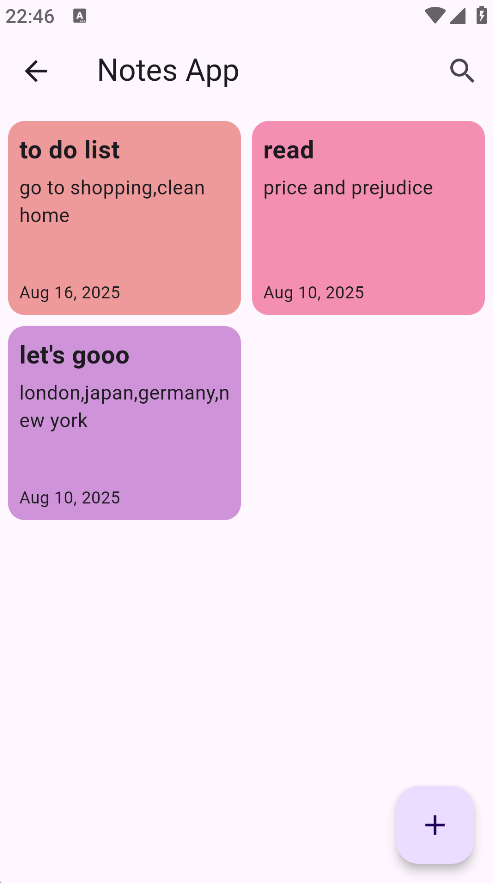 22:46
Notes App
to do list
go to shopping,clean
home
Aug 16, 2025
read
price and prejudice
Aug 10, 2025
let's gooo
london,japan,germany,n
ew york
Aug 10, 2025